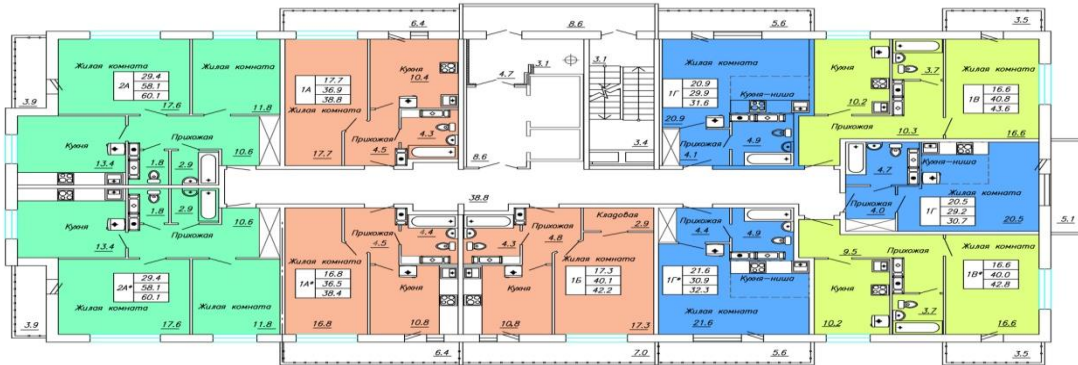 6.4
8.6
5.6
3.5
3.9
Жилая комната
2А
29.4
58.1
60.1
17.6
Жилая комната
11.8
Жилая комната
1А
17.7
36.9
38.8
17.7
Кухня
10.4
4.7
3.1
3.1
Жилая комната
1Г
20.9
29.9
31.6
Кухня-ниша
20.9
Кухня
10.2
3.7
Жилая комната
1В
16.6
40.8
43.6
16.6
Кухня
13.4
1.8
Прихожая
2.9
10.6
Прихожая
4.5
4.3
8.6
3.4
4.1
4.9
Прихожая
10.3
4.7
Кухня-ниша
Жилая комната
1Г
20.5
29.2
30.7
20.5
5.1
Прихожая
4.0
38.8
Кухня
13.4
1.8
2.9
Прихожая
10.6
4.5
4.4
4.3
4.8
Кладовая
2.9
Прихожая
4.4
4.9
9.5
Прихожая
2А*
29.4
58.1
60.1
Жилая комната
17.6
Жилая комната
11.8
Жилая комната
1А*
16.8
36.5
38.4
16.8
Кухня
10.8
Кухня
10.8
1Б
17.3
40.1
42.2
Жилая комната
17.3
1Г*
21.6
30.9
32.3
Кухня-ниша
Жилая комната
21.6
Кухня
10.2
3.7
1В*
16.6
40.0
42.8
Жилая комната
16.6
3.9
6.4
7.0
5.6
3.5